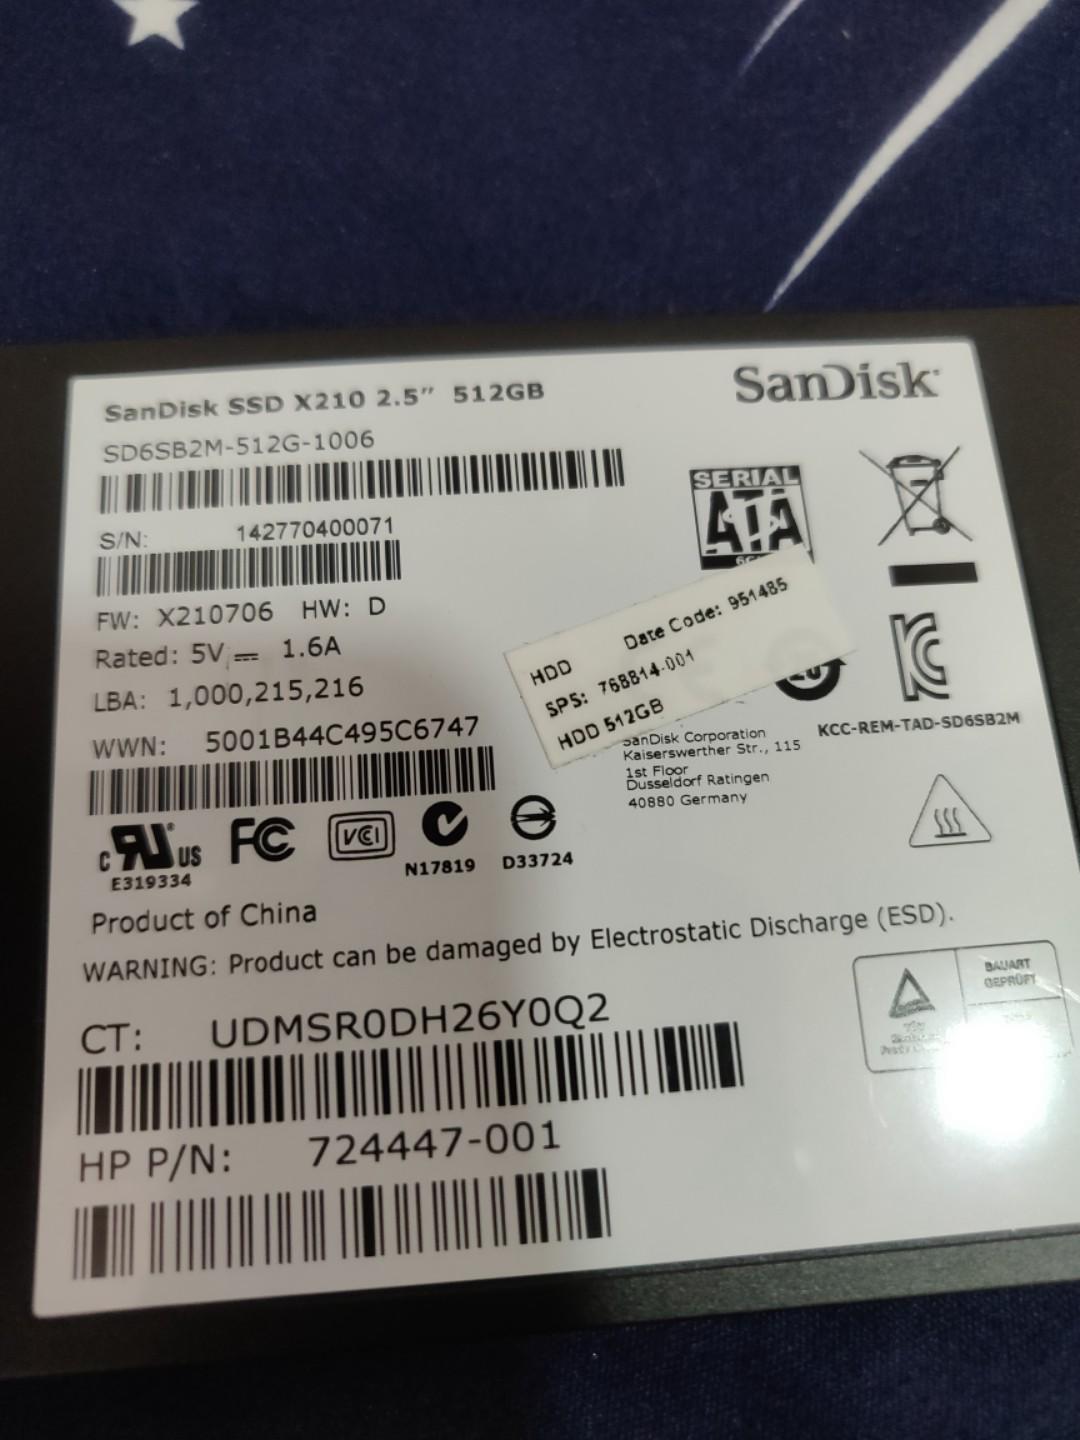 SanDisk SSD X210 2.5" 512GB
SanDisk
SD6SB2M-512G-1006
SERIAL
ATA
S/N: 142770400071
FW: X210706 HW: D
Rated: 5V 1.6A
LBA: 1,000,215,216
WWN: 5001B44C495C6747
HDD Date Code: 951485
SPS: 768814-001
HDD 512GB
KCC-REM-TAD-SD6SB2M
SanDisk Corporation
Kaiserswerther Str., 115
1st Floor
Dusseldorf Ratingen
40880 Germany
c RU US
E319334
FC
VCI
N17819
D33724
Product of China
WARNING: Product can be damaged by Electrostatic Discharge (ESD).
BAUART
GEPRÜFT
CT: UDMSR0DH26Y0Q2
HP P/N: 724447-001